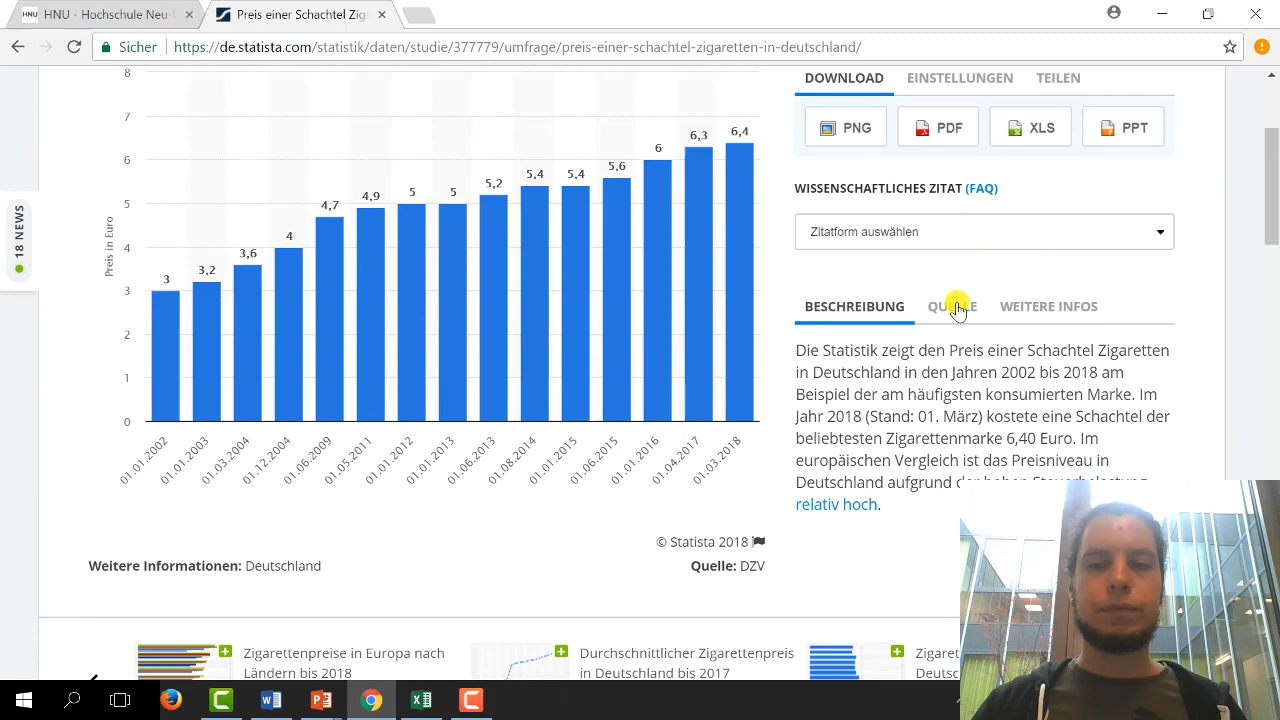 HNU - Hochschule Neu-
Preis einer Schachtel Zig
Sicher
https://de.statista.com/statistik/daten/studie/377779/umfrage/preis-einer-schachtel-zigaretten-in-deutschland/
18 NEWS
8
7
6
5
4
3
2
1
0
Preis in Euro
3
3,2
3,6
4
4,7
4,9
5
5
5,2
5,4
5,4
5,6
6
6,3
6,4
01.01.2002
01.01.2003
01.03.2004
01.12.2004
01.06.2009
01.05.2011
01.01.2012
01.01.2013
01.06.2013
01.08.2014
01.01.2015
01.06.2015
01.01.2016
01.04.2017
01.03.2018
© Statista 2018
Weitere Informationen: Deutschland
Quelle: DZV
DOWNLOAD EINSTELLUNGEN TEILEN
PNG PDF XLS PPT
WISSENSCHAFTLICHES ZITAT (FAQ)
Zitatform auswählen
BESCHREIBUNG QUELLE WEITERE INFOS
Die Statistik zeigt den Preis einer Schachtel Zigaretten
in Deutschland in den Jahren 2002 bis 2018 am
Beispiel der am häufigsten konsumierten Marke. Im
Jahr 2018 (Stand: 01. März) kostete eine Schachtel der
beliebtesten Zigarettenmarke 6,40 Euro. Im
europäischen Vergleich ist das Preisniveau in
Deutschland aufgrund der hohen Steuerbelastung
relativ hoch.
Zigarettenpreise in Europa nach
Ländern bis 2018
Durchschnittlicher Zigarettenpreis
in Deutschland bis 2017
Zigaret
Deutsc